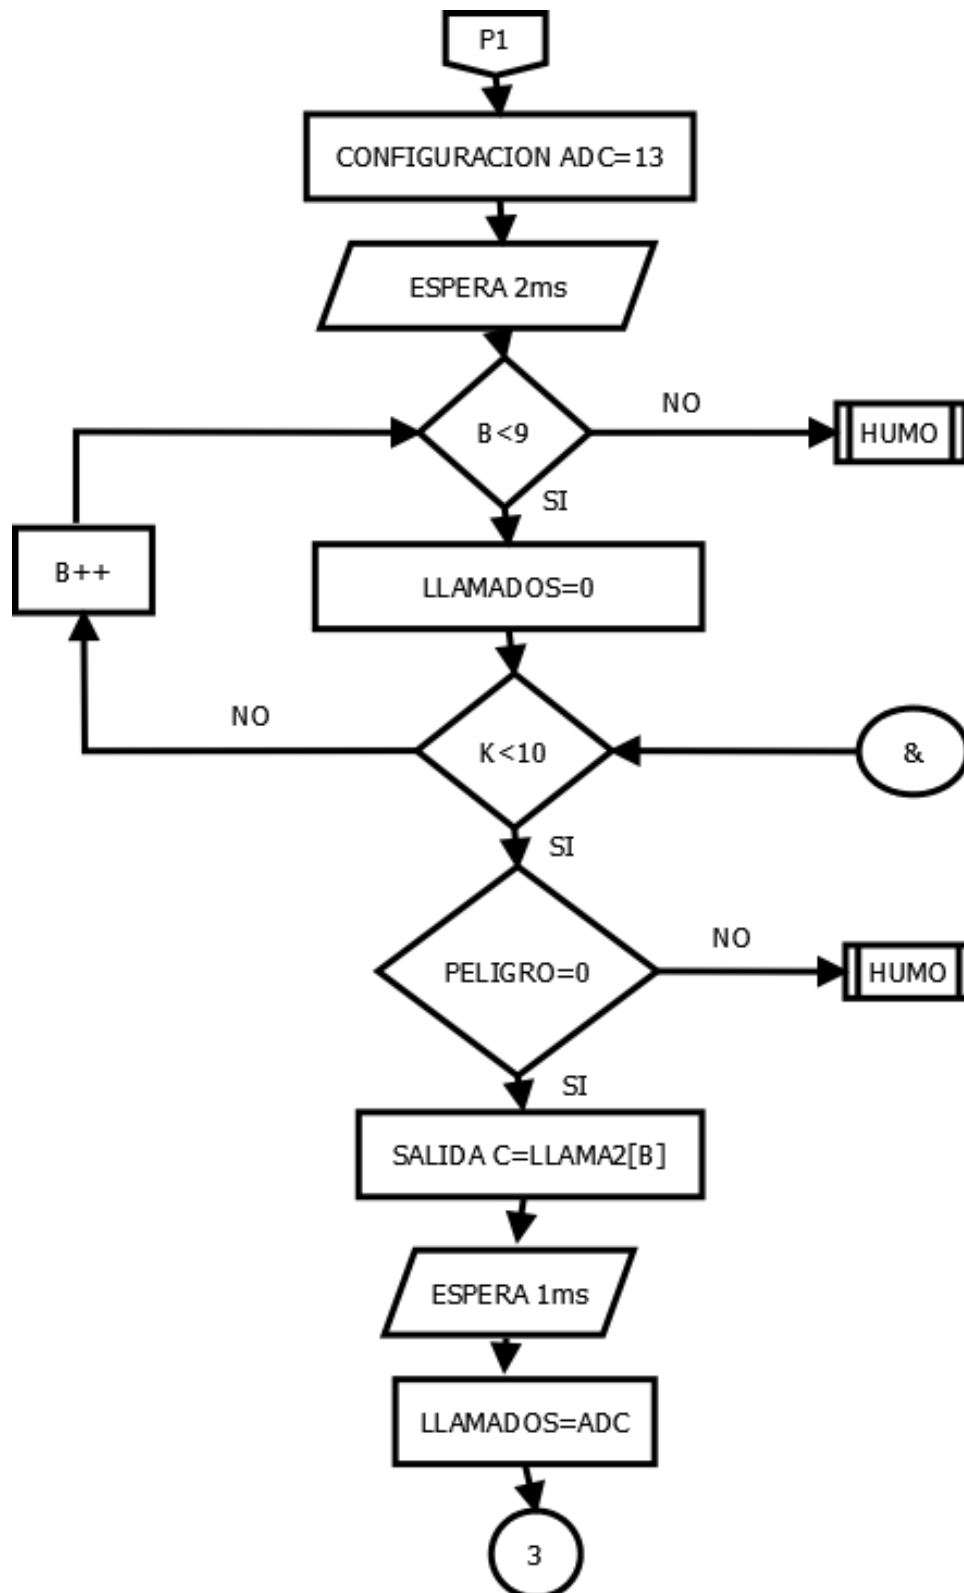 P1
CONFIGURACION ADC=13
ESPERA 2ms
B<9
NO
HUMO
SI
B++
LLAMADOS=0
NO
K<10
&
SI
NO
PELIGRO=0
HUMO
SI
SALIDA C=LLAMA2[B]
ESPERA 1ms
LLAMADOS=ADC
3